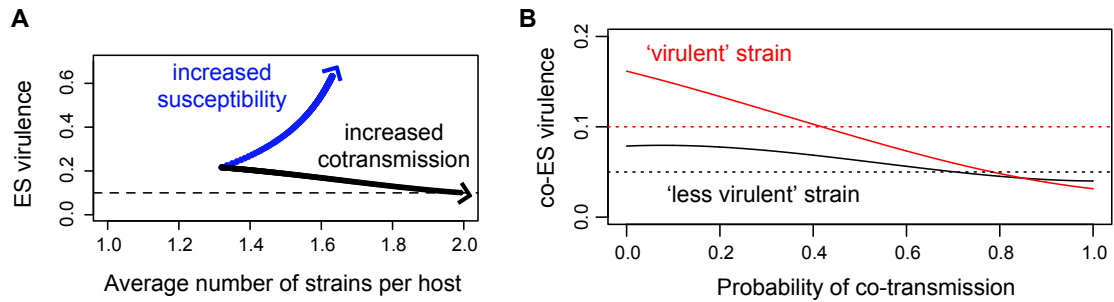 A
ES virulence
0.0
0.2
0.4
0.6
increased
susceptibility
increased
cotransmission
1.0
1.2
1.4
1.6
1.8
2.0
Average number of strains per host
B
co-ES virulence
0.0
0.1
0.2
‘virulent’ strain
‘less virulent’ strain
0.0
0.2
0.4
0.6
0.8
1.0
Probability of co-transmission